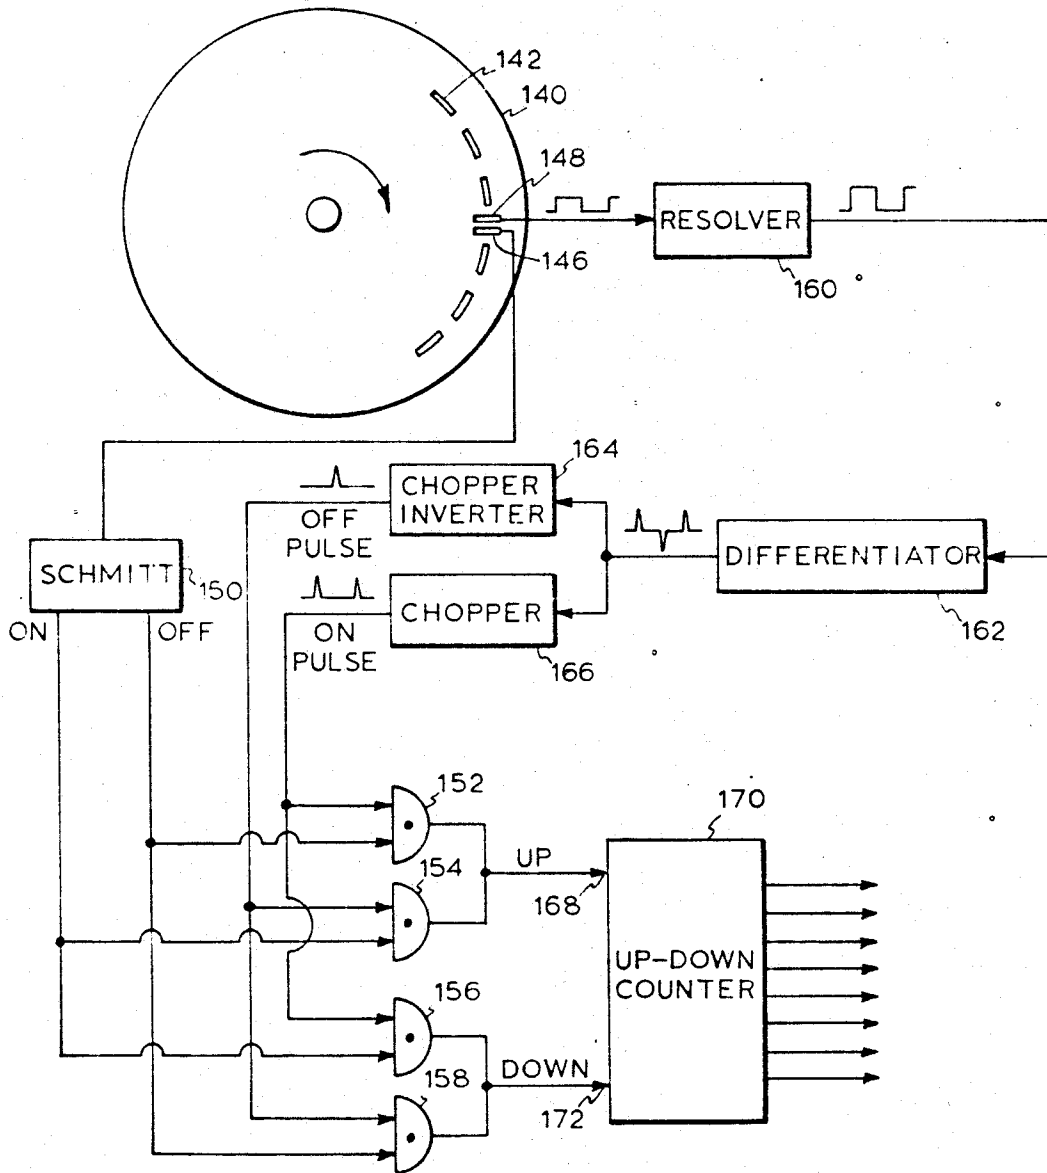 142
140
148
146
RESOLVER
160
164
CHOPPER
INVERTER
OFF
PULSE
DIFFERENTIATOR
162
SCHMITT
150
ON
OFF
CHOPPER
166
ON
PULSE
152
154
UP
168
170
UP-DOWN
COUNTER
156
158
DOWN
172